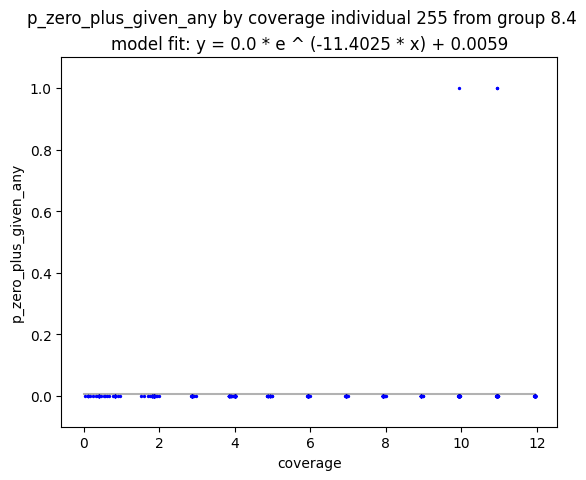 p_zero_plus_given_any by coverage individual 255 from group 8.4
model fit: y = 0.0 * e ^ (-11.4025 * x) + 0.0059
1.0
0.8
0.6
0.4
0.2
0.0
p_zero_plus_given_any
0 2 4 6 8 10 12
coverage